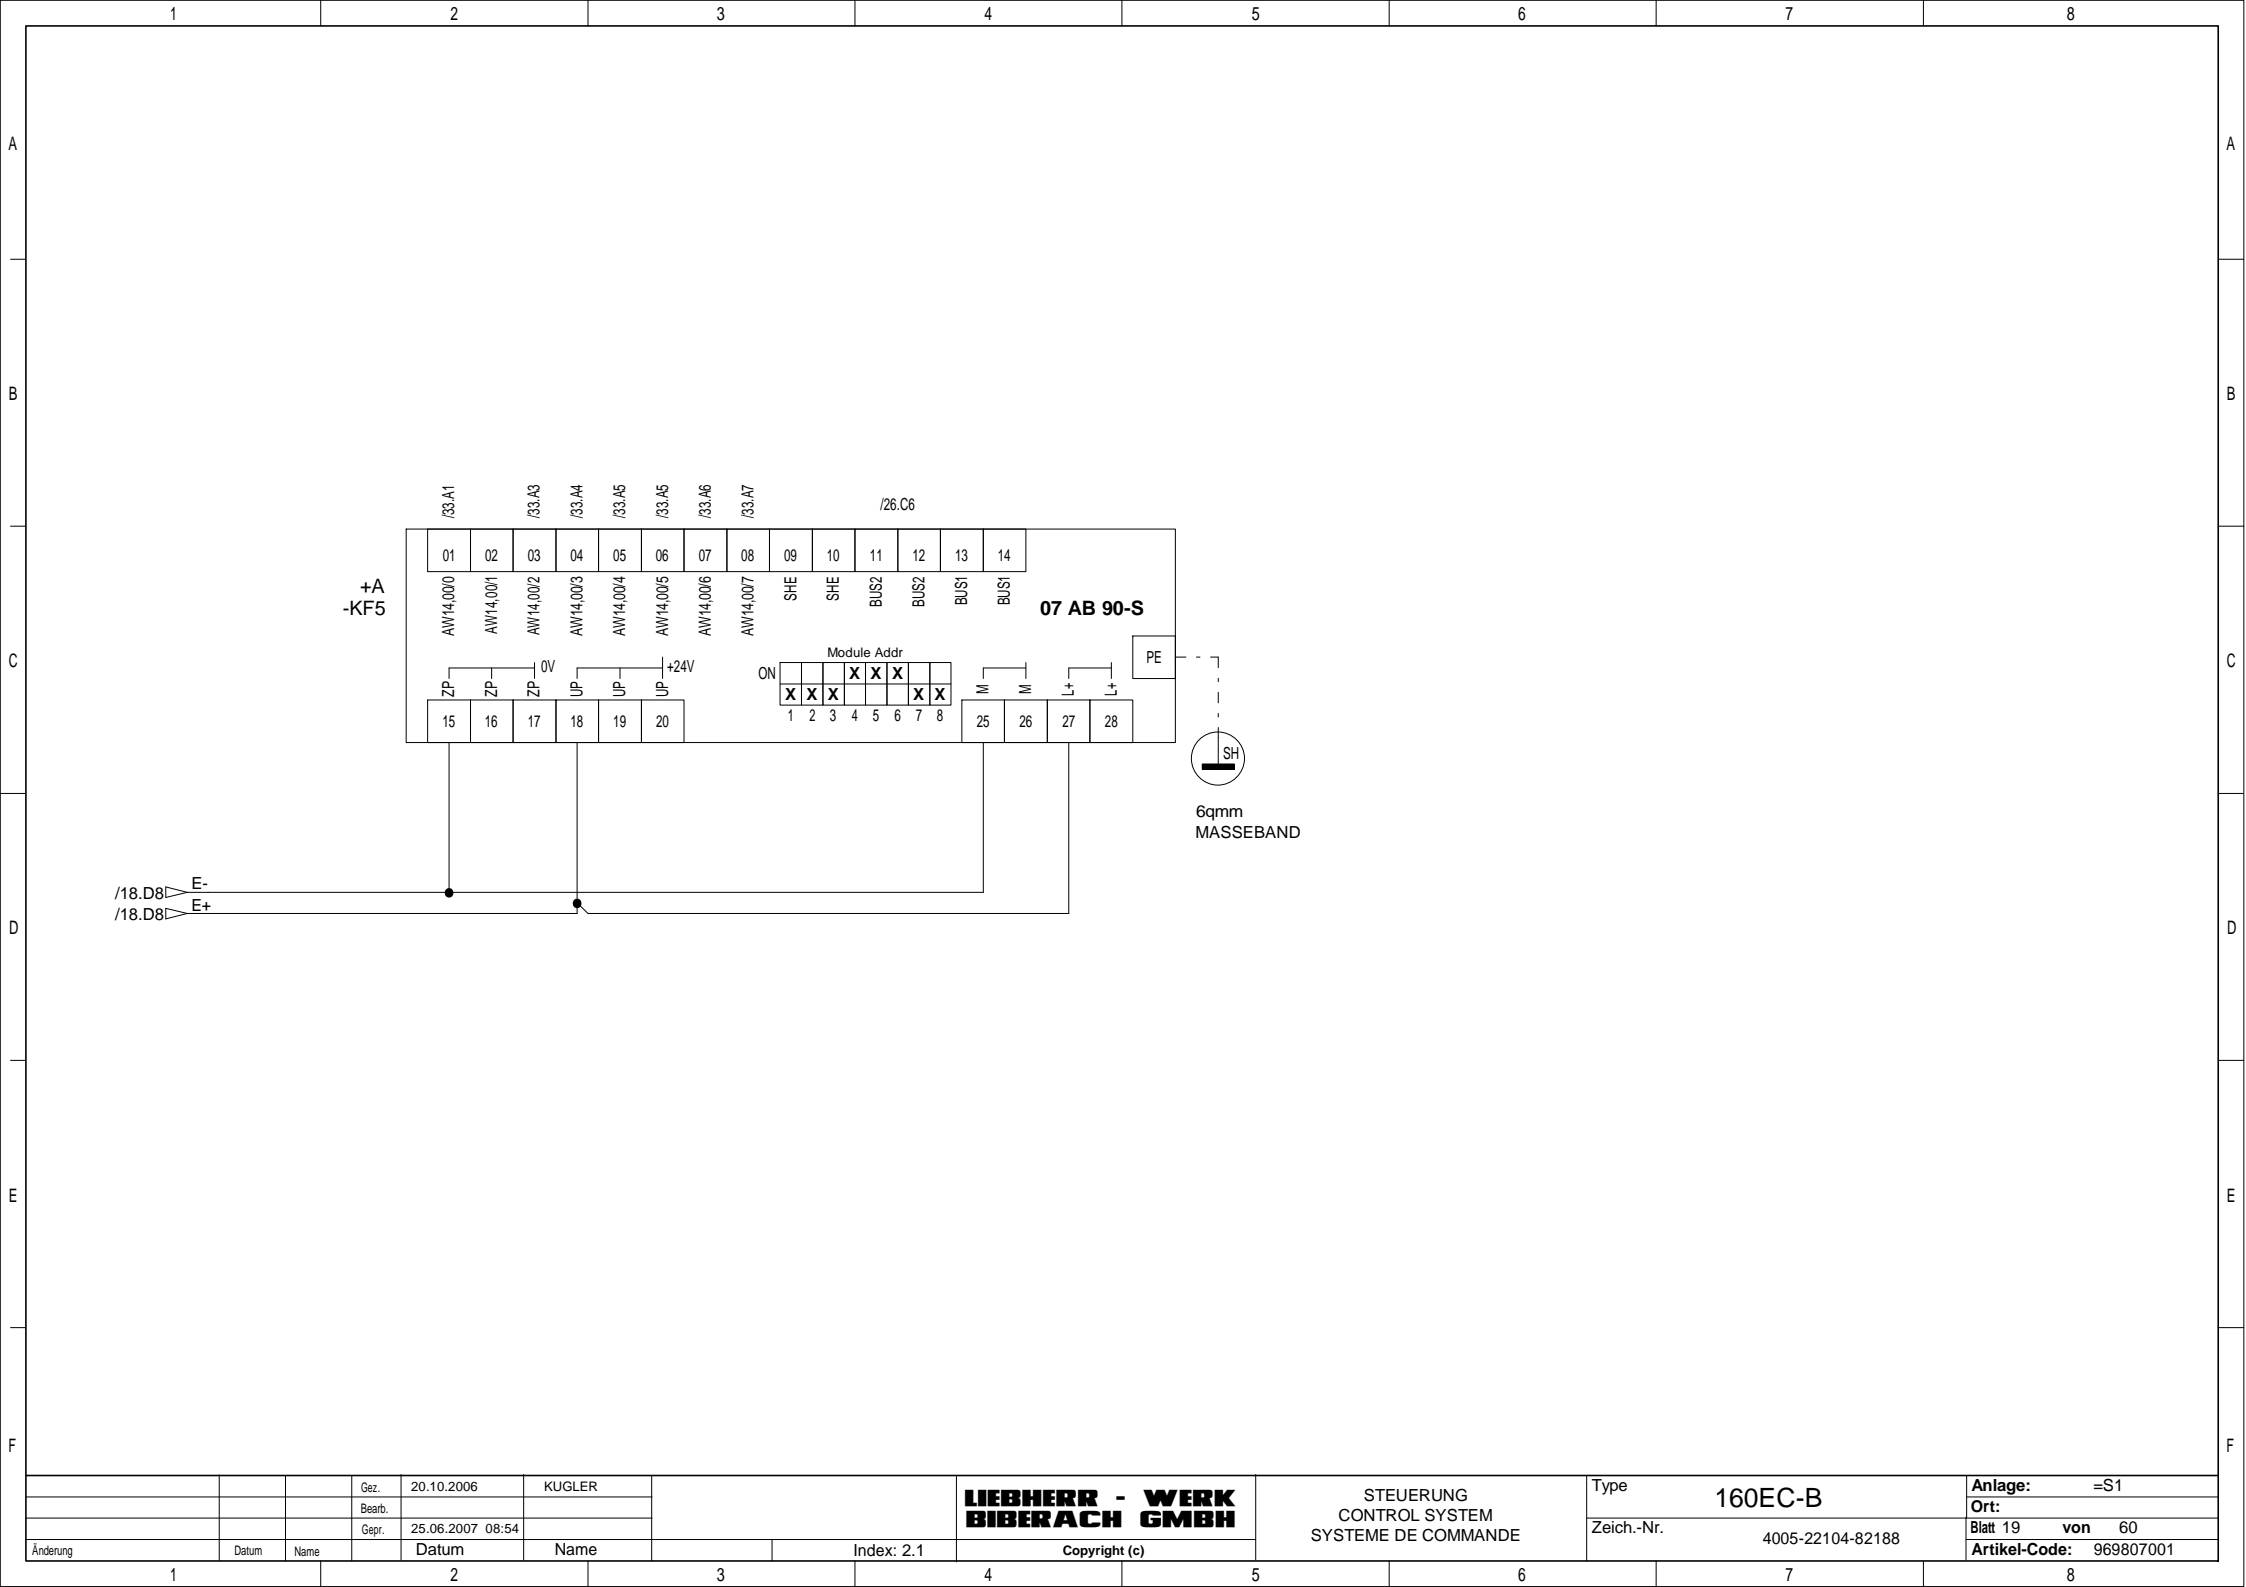 1 2 3 4 5 6 7 8
A A
B B
/33.A1 /33.A3 /33.A4 /33.A5 /33.A5 /33.A6 /33.A7 /26.C6
01 02 03 04 05 06 07 08 09 10 11 12 13 14
AW14,00/0 AW14,00/1 AW14,00/2 AW14,00/3 AW14,00/4 AW14,00/5 AW14,00/6 AW14,00/7 SHE SHE BUS2 BUS2 BUS1 BUS1
+A
-KF5
07 AB 90-S
C C
PE
Module Addr
0V +24V
ON X X X
X X X X X
1 2 3 4 5 6 7 8
ZP ZP ZP UP UP UP M M L+ L+
15 16 17 18 19 20 25 26 27 28
SH
6qmm
MASSEBAND
/18.D8 E-
/18.D8 E+
D D
E E
F F
Gez. 20.10.2006 KUGLER
Bearb.
Gepr. 25.06.2007 08:54
Änderung Datum Name Datum Name Index: 2.1
LIEBHERR - WERK
BIBERACH GMBH
Copyright (c)
STEUERUNG
CONTROL SYSTEM
SYSTEME DE COMMANDE
Type 160EC-B
Zeich.-Nr. 4005-22104-82188
Anlage: =S1
Ort:
Blatt 19 von 60
Artikel-Code: 969807001
1 2 3 4 5 6 7 8